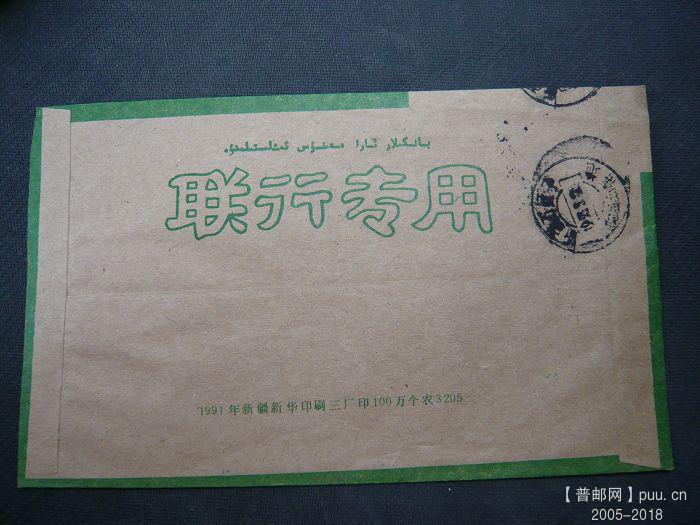 بانكىلار ئارا مەخسۇس ئىشلىتىلىدۇ.
联行专用
1991年新疆新华印刷三厂印100万个农3205
【普邮网】puu.cn
2005-2018